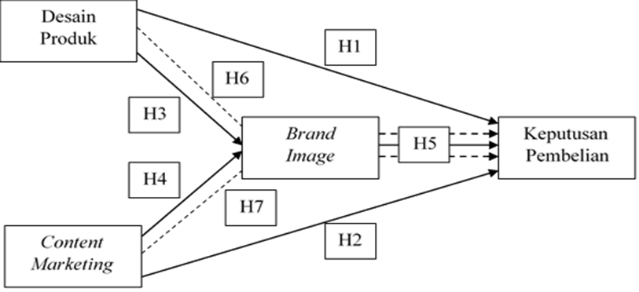 Desain
Produk
H1
H6
H3
Brand
Image
H5
Keputusan
Pembelian
H4
H7
H2
Content
Marketing